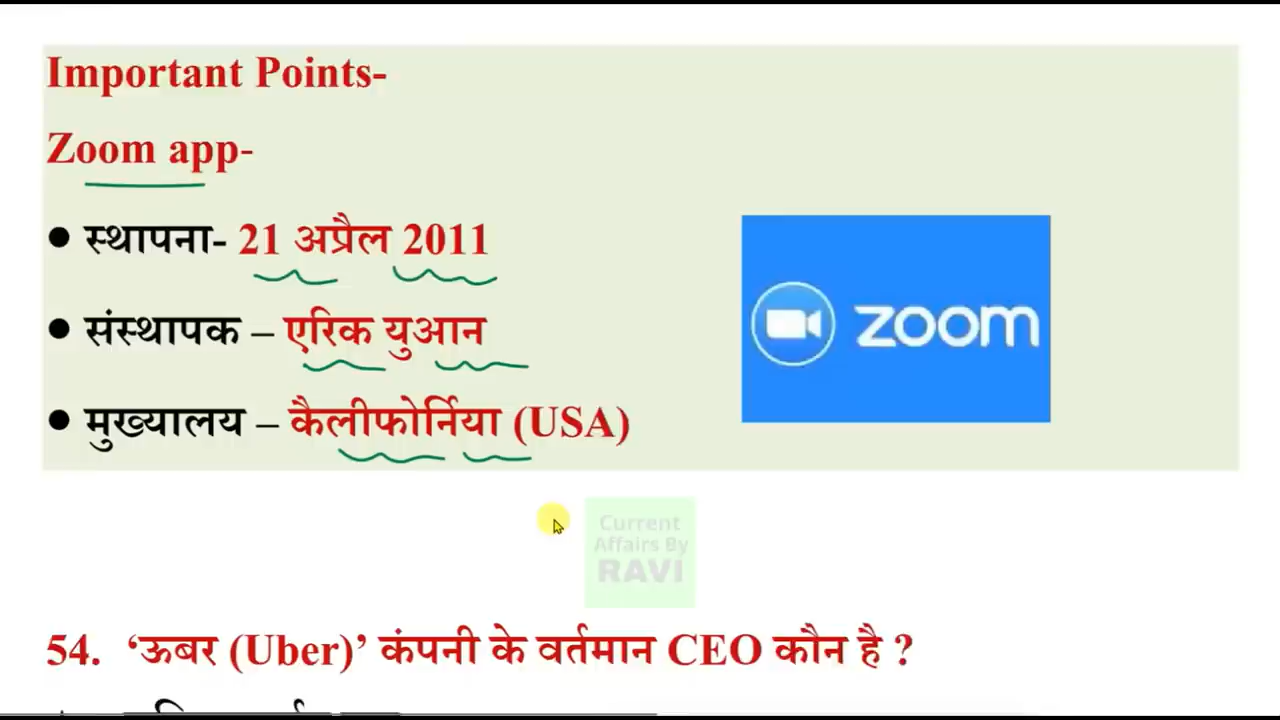 Important Points-
Zoom app-
● स्थापना- 21 अप्रैल 2011
● संस्थापक – एरिक युआन
● मुख्यालय – कैलीफोर्निया (USA)
zoom
Current
Affairs By
RAVI
54. ‘ऊबर (Uber)’ कंपनी के वर्तमान CEO कौन है ?